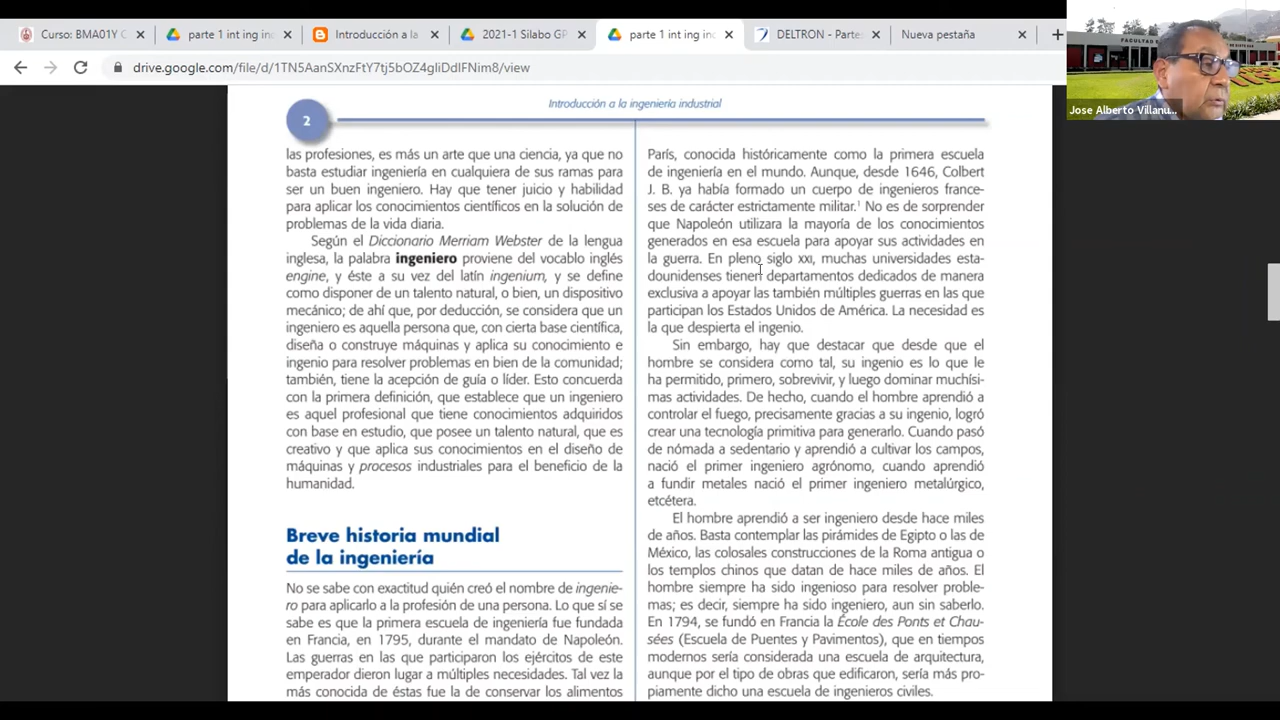 Curso: BMA01Y C
parte 1 int ing inc
Introducción a la
2021-1 Silabo GP
parte 1 int ing inc
DELTRON - Partes
Nueva pestaña
drive.google.com/file/d/1TN5AanSXnzFtY7tj5bOZ4gIiDdIFNim8/view
Jose Alberto Villanu...
Introducción a la ingeniería industrial
2
las profesiones, es más un arte que una ciencia, ya que no
basta estudiar ingeniería en cualquiera de sus ramas para
ser un buen ingeniero. Hay que tener juicio y habilidad
para aplicar los conocimientos científicos en la solución de
problemas de la vida diaria.
Según el Diccionario Merriam Webster de la lengua
inglesa, la palabra ingeniero proviene del vocablo inglés
engine, y éste a su vez del latín ingenium, y se define
como disponer de un talento natural, o bien, un dispositivo
mecánico; de ahí que, por deducción, se considera que un
ingeniero es aquella persona que, con cierta base científica,
diseña o construye máquinas y aplica su conocimiento e
ingenio para resolver problemas en bien de la comunidad;
también, tiene la acepción de guía o líder. Esto concuerda
con la primera definición, que establece que un ingeniero
es aquel profesional que tiene conocimientos adquiridos
con base en estudio, que posee un talento natural, que es
creativo y que aplica sus conocimientos en el diseño de
máquinas y procesos industriales para el beneficio de la
humanidad.
Breve historia mundial
de la ingeniería
No se sabe con exactitud quién creó el nombre de ingenie-
ro para aplicarlo a la profesión de una persona. Lo que sí se
sabe es que la primera escuela de ingeniería fue fundada
en Francia, en 1795, durante el mandato de Napoleón.
Las guerras en las que participaron los ejércitos de este
emperador dieron lugar a múltiples necesidades. Tal vez la
más conocida de éstas fue la de conservar los alimentos
París, conocida históricamente como la primera escuela
de ingeniería en el mundo. Aunque, desde 1646, Colbert
J. B. ya había formado un cuerpo de ingenieros france-
ses de carácter estrictamente militar.¹ No es de sorprender
que Napoleón utilizara la mayoría de los conocimientos
generados en esa escuela para apoyar sus actividades en
la guerra. En pleno siglo XXI, muchas universidades esta-
dounidenses tienen departamentos dedicados de manera
exclusiva a apoyar las también múltiples guerras en las que
participan los Estados Unidos de América. La necesidad es
la que despierta el ingenio.
Sin embargo, hay que destacar que desde que el
hombre se considera como tal, su ingenio es lo que le
ha permitido, primero, sobrevivir, y luego dominar muchísi-
mas actividades. De hecho, cuando el hombre aprendió a
controlar el fuego, precisamente gracias a su ingenio, logró
crear una tecnología primitiva para generarlo. Cuando pasó
de nómada a sedentario y aprendió a cultivar los campos,
nació el primer ingeniero agrónomo, cuando aprendió
a fundir metales nació el primer ingeniero metalúrgico,
etcétera.
El hombre aprendió a ser ingeniero desde hace miles
de años. Basta contemplar las pirámides de Egipto o las de
México, las colosales construcciones de la Roma antigua o
los templos chinos que datan de hace miles de años. El
hombre siempre ha sido ingenioso para resolver proble-
mas; es decir, siempre ha sido ingeniero, aun sin saberlo.
En 1794, se fundó en Francia la École des Ponts et Chau-
sées (Escuela de Puentes y Pavimentos), que en tiempos
modernos sería considerada una escuela de arquitectura,
aunque por el tipo de obras que edificaron, sería más pro-
piamente dicho una escuela de ingenieros civiles.